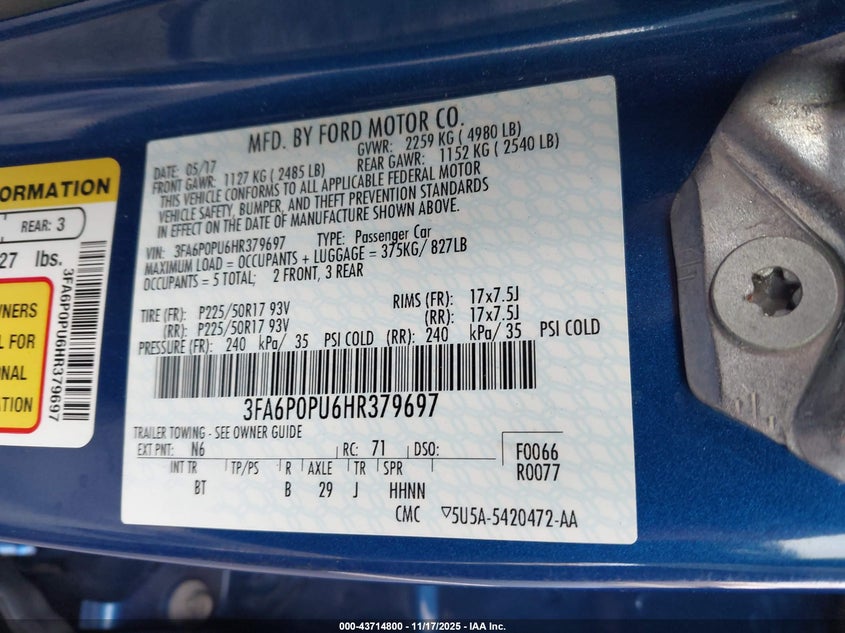 MFD. BY FORD MOTOR CO.
DATE: 05/17 GVWR: 2259 KG ( 4980 LB)
FRONT GAWR: 1127 KG ( 2485 LB) REAR GAWR: 1152 KG ( 2540 LB)
THIS VEHICLE CONFORMS TO ALL APPLICABLE FEDERAL MOTOR
VEHICLE SAFETY, BUMPER, AND THEFT PREVENTION STANDARDS
IN EFFECT ON THE DATE OF MANUFACTURE SHOWN ABOVE.
VIN: 3FA6P0PU6HR379697 TYPE: Passenger Car
MAXIMUM LOAD = OCCUPANTS + LUGGAGE = 375KG/ 827LB
OCCUPANTS = 5 TOTAL; 2 FRONT, 3 REAR
TIRE (FR): P225/50R17 93V RIMS (FR): 17x7.5J
(RR): P225/50R17 93V (RR): 17x7.5J
PRESSURE (FR): 240 kPa/ 35 PSI COLD (RR): 240 kPa/ 35 PSI COLD
3FA6P0PU6HR379697
TRAILER TOWING - SEE OWNER GUIDE
EXT PNT: N6 RC: 71 DSO: F0066
R0077
INT TR TP/PS R AXLE TR SPR
BT B 29 J HHNN
CMC ▽5U5A-5420472-AA
ORMATION
REAR: 3
27 lbs.
3FA6P0PU6HR379697
WNERS
L FOR
ONAL
ATION
000-43714800 - 11/17/2025 - IAA Inc.